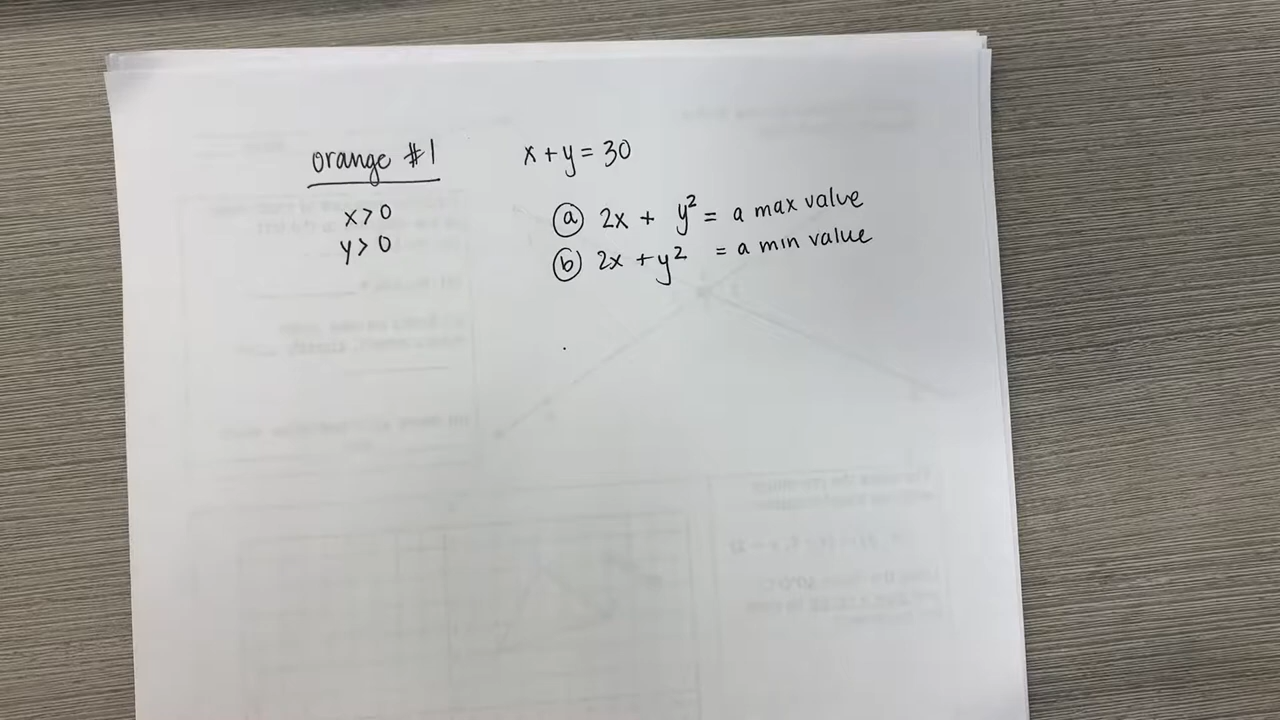 orange #1
x > 0
y > 0
x + y = 30
ⓐ 2x + y² = a max value
ⓑ 2x + y² = a min value